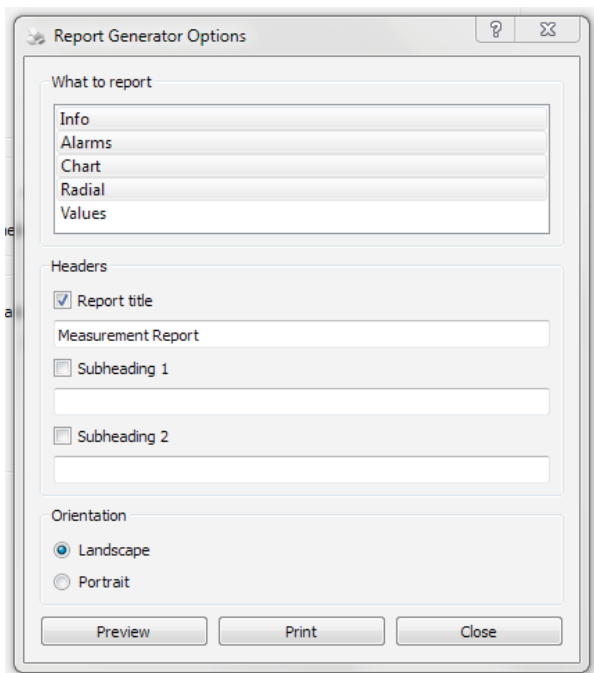 Report Generator Options
What to report
Info
Alarms
Chart
Radial
Values
Headers
Report title
Measurement Report
Subheading 1
Subheading 2
Orientation
Landscape
Portrait
Preview Print Close